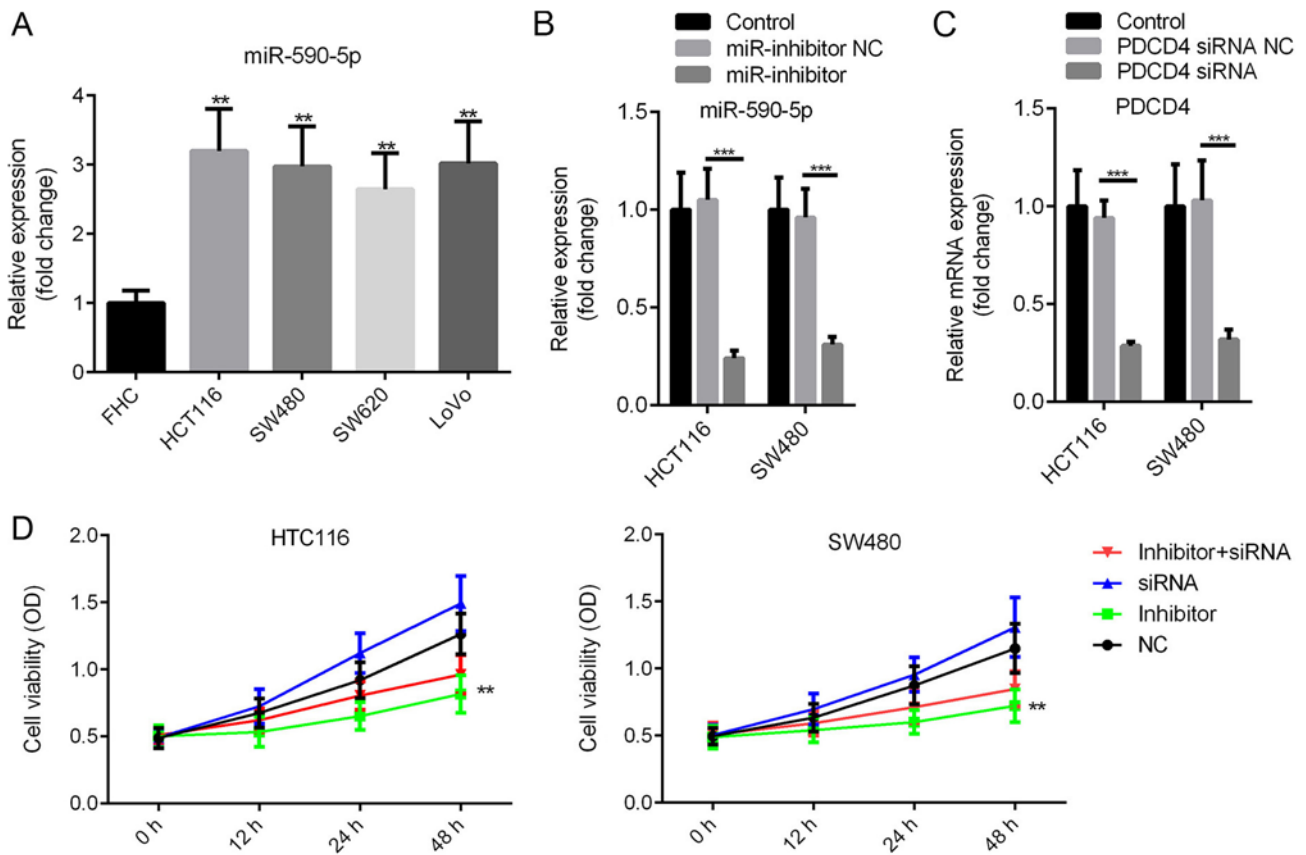 A
miR-590-5p
Relative expression
(fold change)
5
4
3
2
1
0
**
**
**
**
FHC
HCT116
SW480
SW620
LoVo
B
Control
miR-inhibitor NC
miR-inhibitor
miR-590-5p
Relative expression
(fold change)
1.5
1.0
0.5
0.0
***
***
HCT116
SW480
C
Control
PDCD4 siRNA NC
PDCD4 siRNA
PDCD4
Relative mRNA expression
(fold change)
1.5
1.0
0.5
0.0
***
***
HCT116
SW480
D
HTC116
Cell viability (OD)
2.0
1.5
1.0
0.5
0.0
**
0 h
12 h
24 h
48 h
SW480
Cell viability (OD)
2.0
1.5
1.0
0.5
0.0
**
0 h
12 h
24 h
48 h
Inhibitor+siRNA
siRNA
Inhibitor
NC